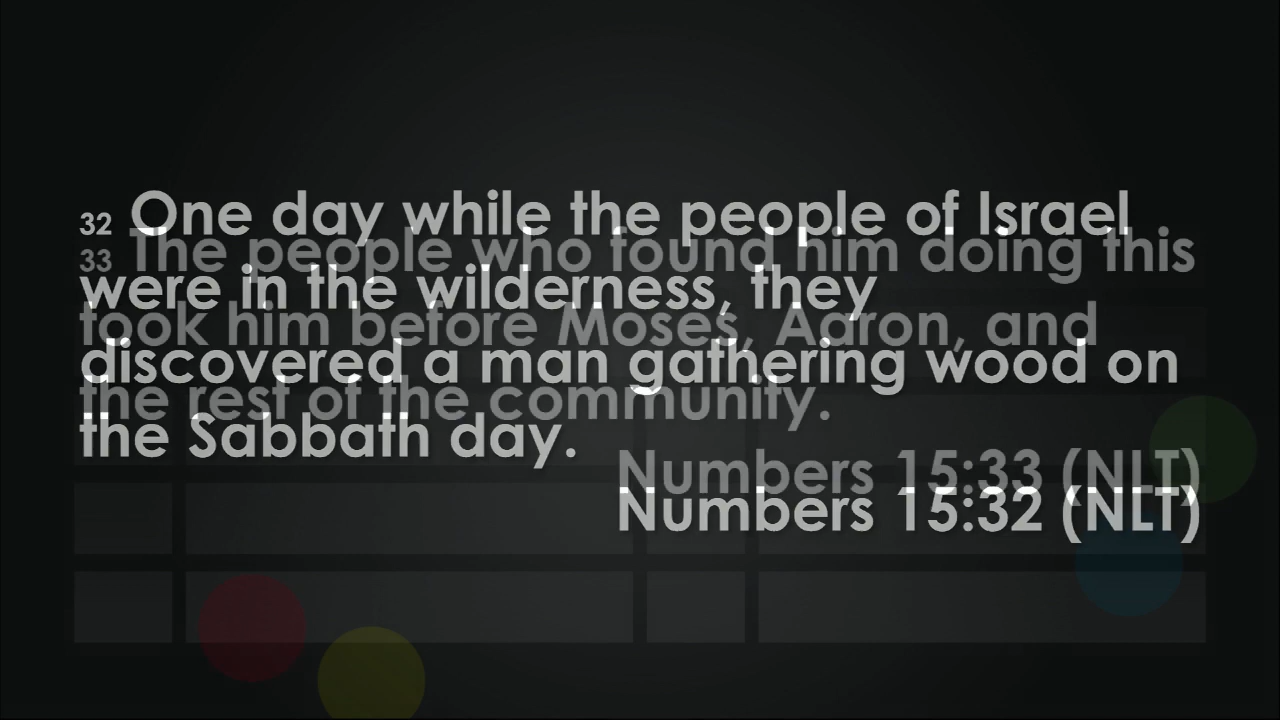 32 One day while the people of Israel
were in the wilderness, they
discovered a man gathering wood on
the Sabbath day.
Numbers 15:32 (NLT)
33 The people who found him doing this
took him before Moses, Aaron, and
the rest of the community.
Numbers 15:33 (NLT)